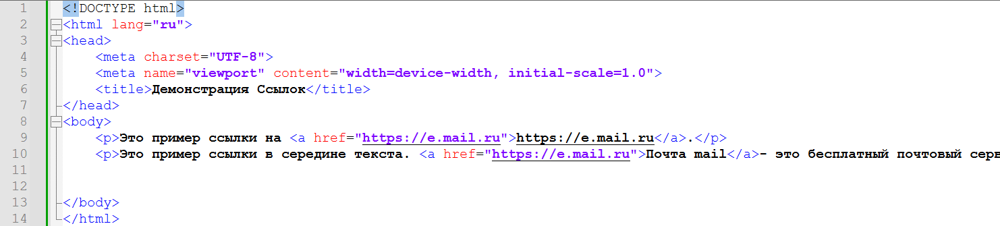 1 <!DOCTYPE html>
2 <html lang="ru">
3 <head>
4 <meta charset="UTF-8">
5 <meta name="viewport" content="width=device-width, initial-scale=1.0">
6 <title>Демонстрация Ссылок</title>
7 </head>
8 <body>
9 <p>Это пример ссылки на <a href="https://e.mail.ru">https://e.mail.ru</a>.</p>
10 <p>Это пример ссылки в середине текста. <a href="https://e.mail.ru">Почта mail</a>- это бесплатный почтовый
11
12
13 </body>
14 </html>